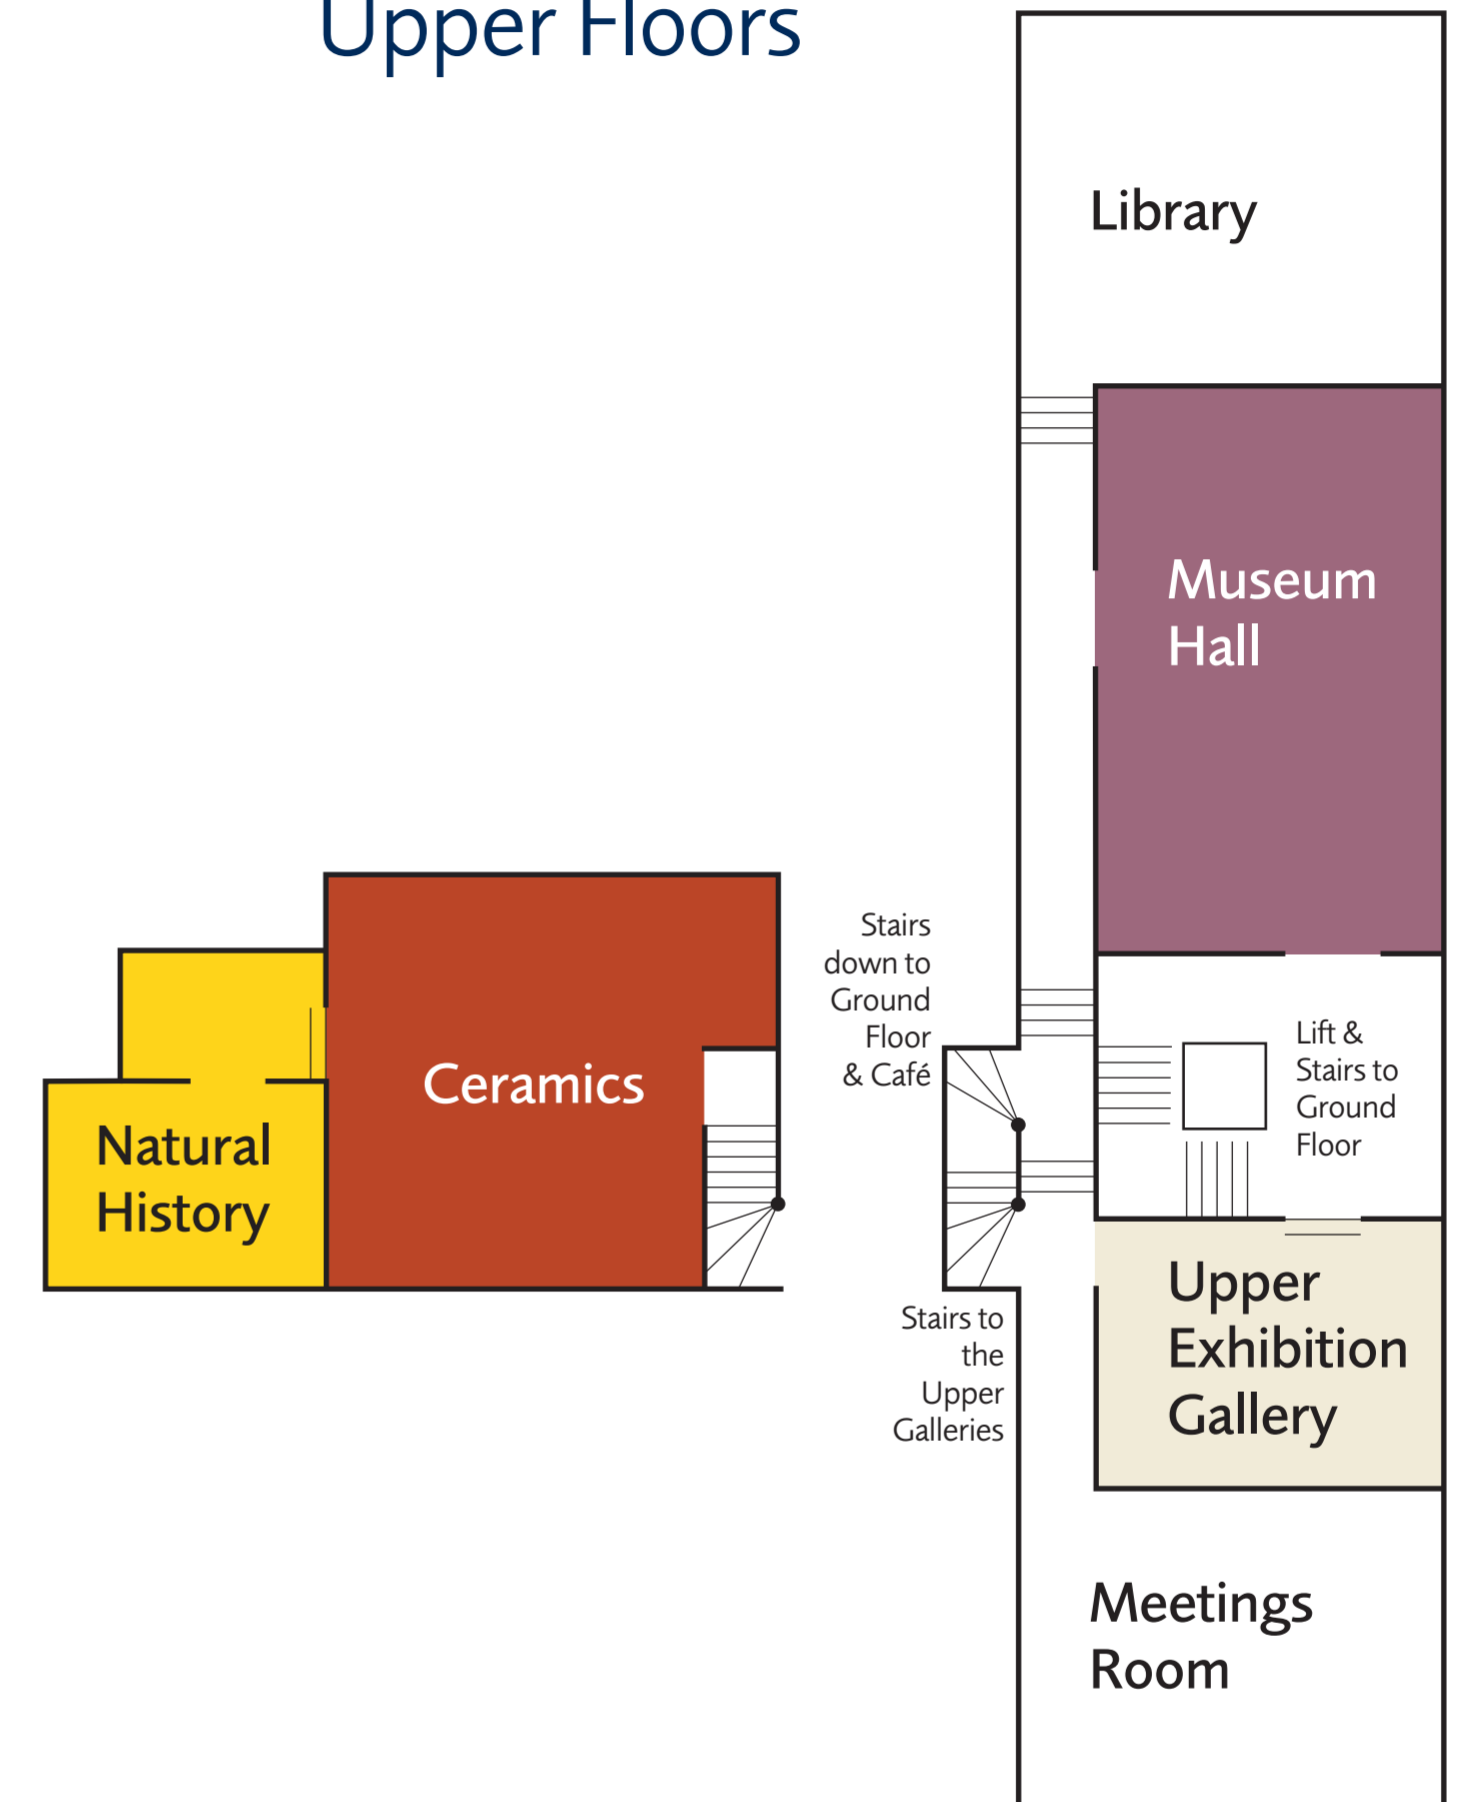 Upper Floors
Library
Museum
Hall
Stairs
down to
Ground
Floor
& Café
Lift &
Stairs to
Ground
Floor
Ceramics
Natural
History
Upper
Exhibition
Gallery
Stairs to
the
Upper
Galleries
Meetings
Room